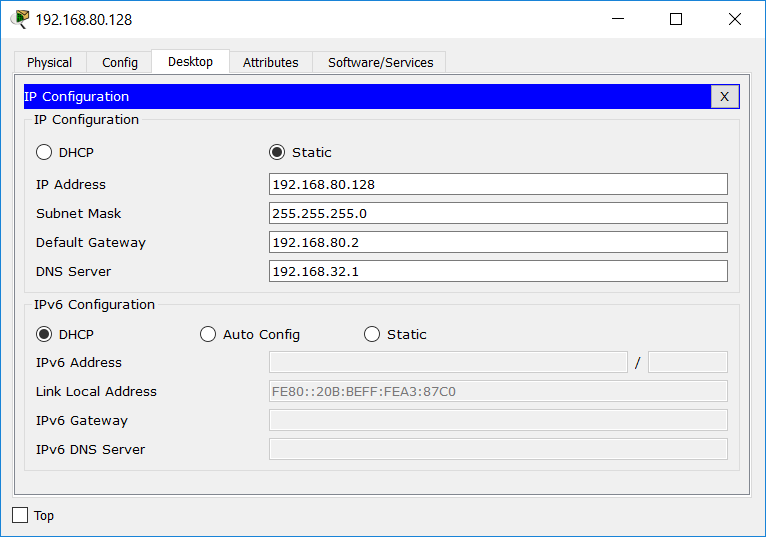 192.168.80.128
Physical Config Desktop Attributes Software/Services
IP Configuration X
IP Configuration
DHCP Static
IP Address 192.168.80.128
Subnet Mask 255.255.255.0
Default Gateway 192.168.80.2
DNS Server 192.168.32.1
IPv6 Configuration
DHCP Auto Config Static
IPv6 Address /
Link Local Address FE80::20B:BEFF:FEA3:87C0
IPv6 Gateway
IPv6 DNS Server
Top